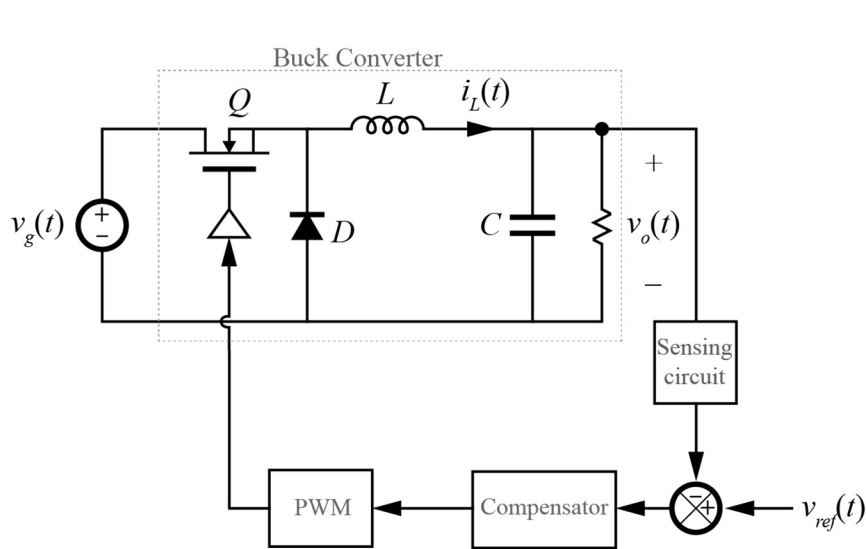 Buck Converter
Q
L
i_L(t)
+
v_g(t)
+
−
D
C
v_o(t)
−
Sensing
circuit
PWM
Compensator
−
+
v_ref(t)